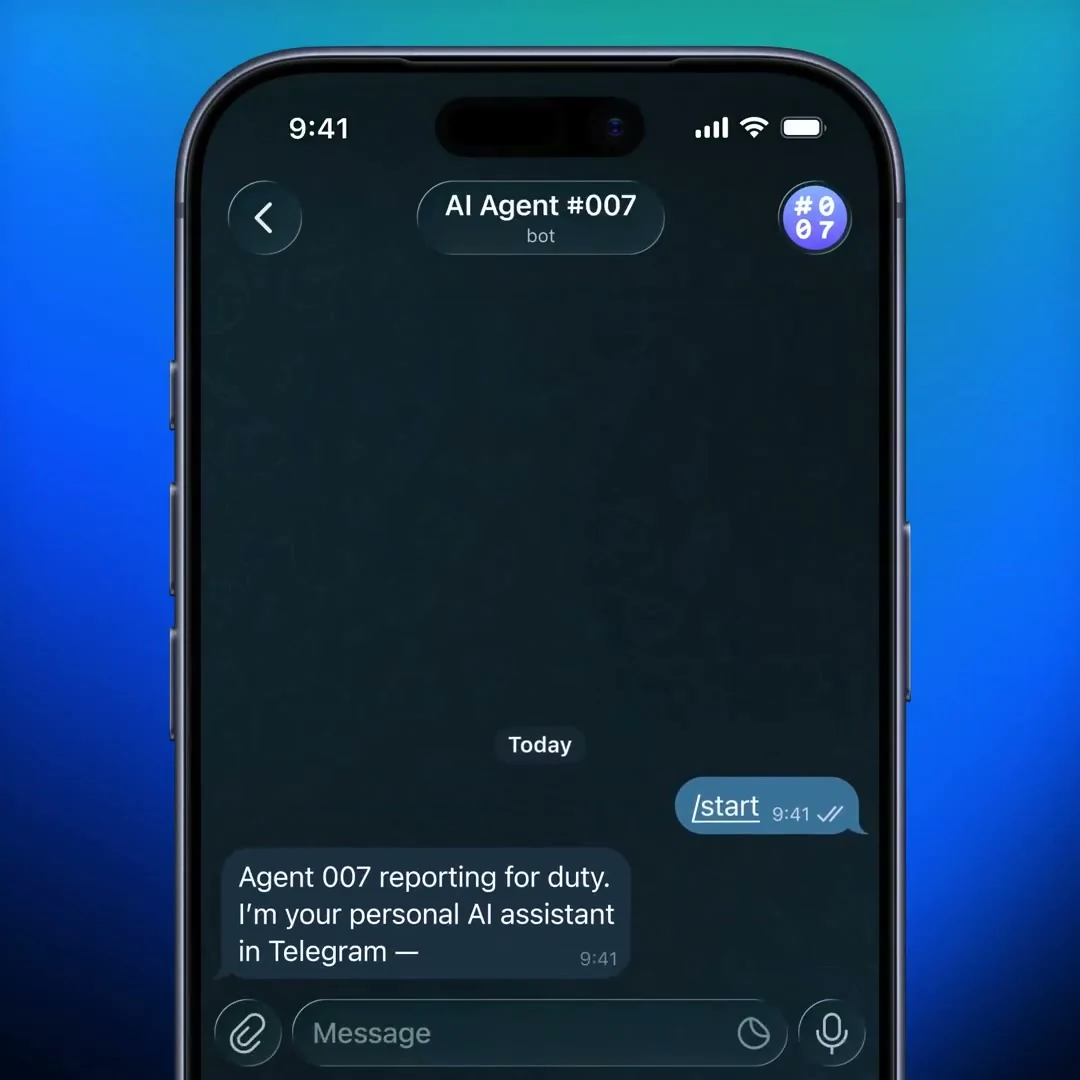 9:41
AI Agent #007
bot
#0
07
Today
/start 9:41
Agent 007 reporting for duty.
I’m your personal AI assistant
in Telegram —
9:41
Message